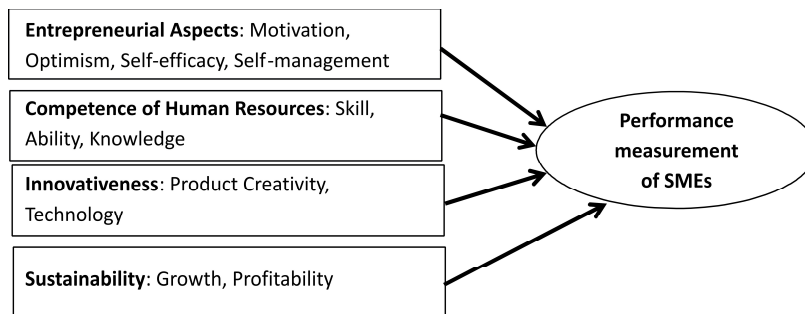 Entrepreneurial Aspects: Motivation,
Optimism, Self-efficacy, Self-management
Competence of Human Resources: Skill,
Ability, Knowledge
Innovativeness: Product Creativity,
Technology
Sustainability: Growth, Profitability
Performance
measurement
of SMEs